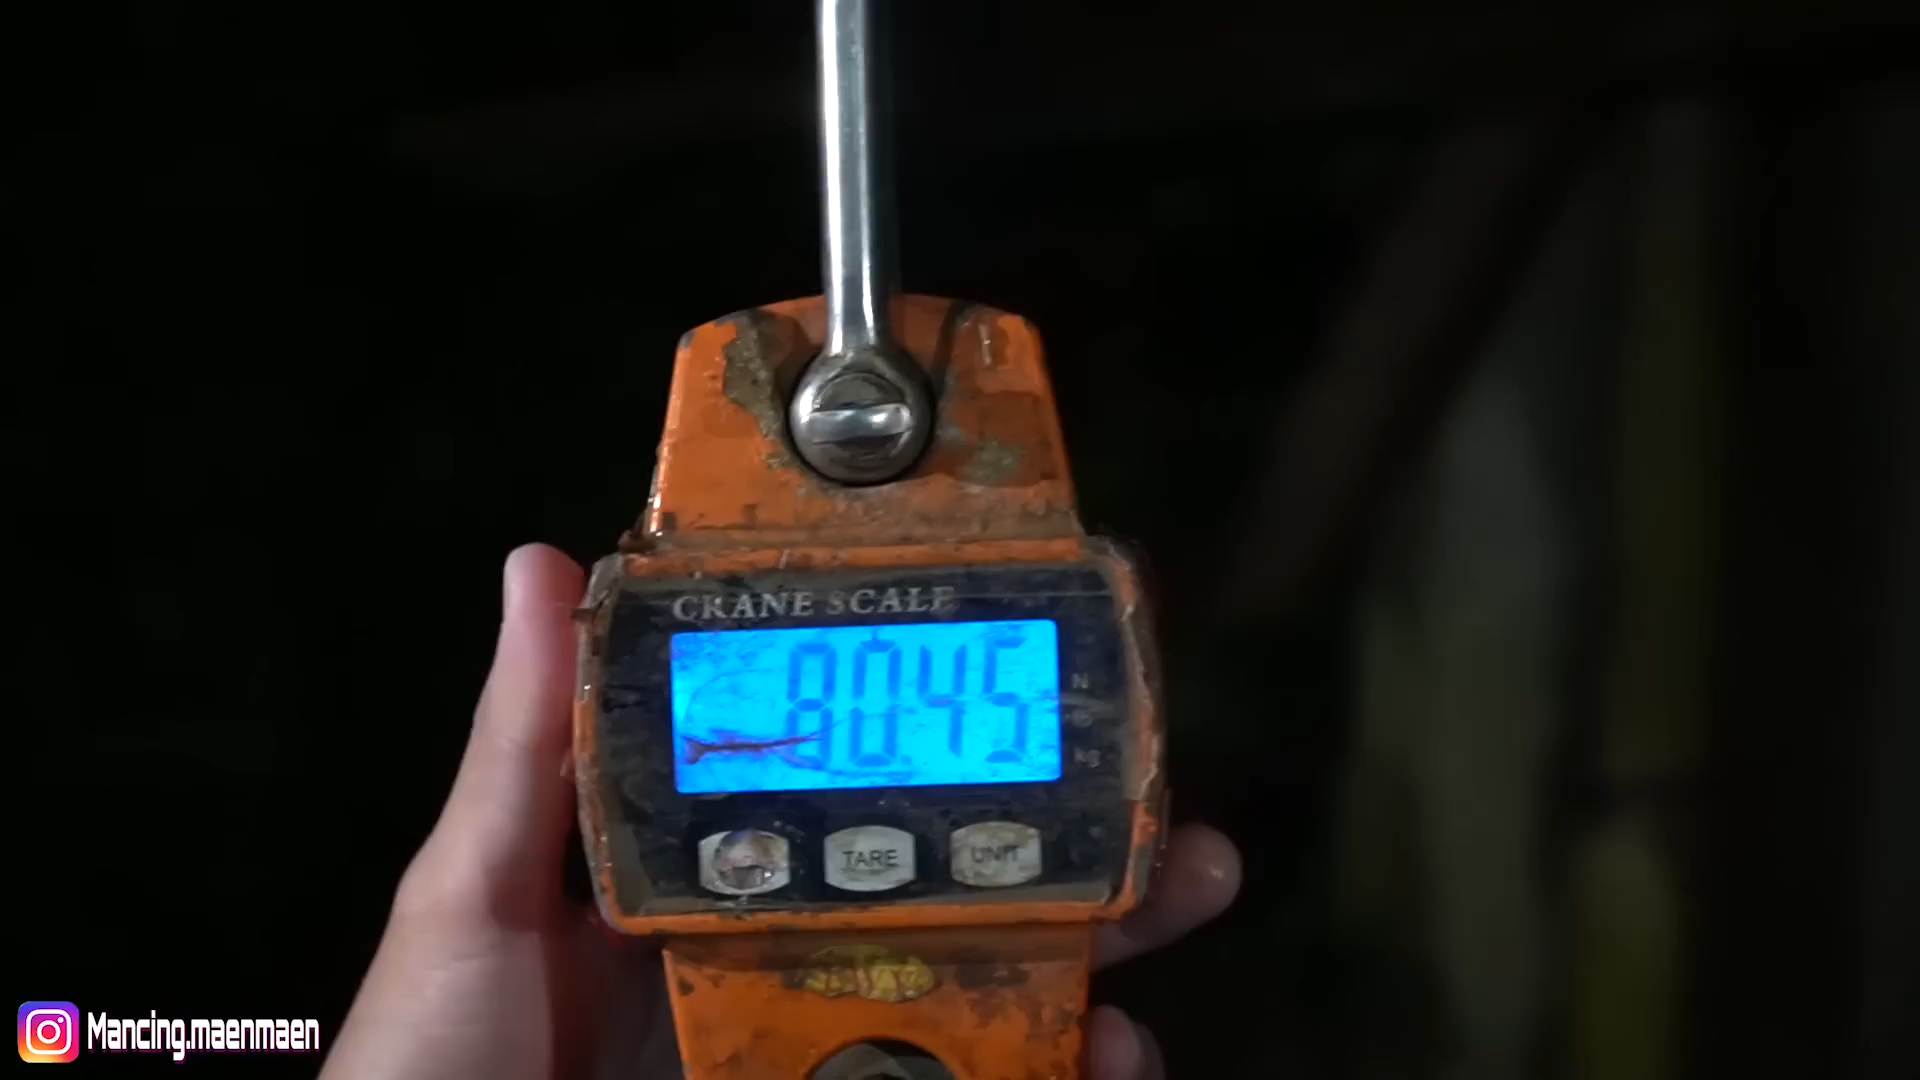 CRANE SCALE
80.45
N
kg
TARE
UNIT
Mancing.maenmaen